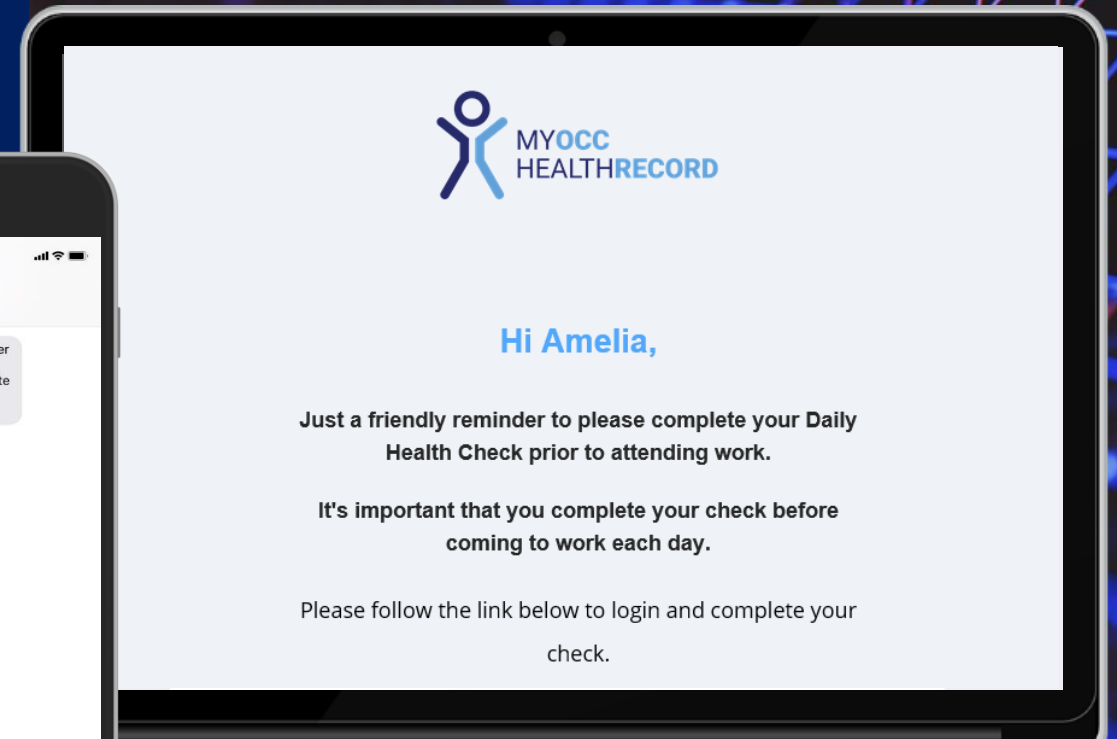 MYOCC
HEALTHRECORD
Hi Amelia,
Just a friendly reminder to please complete your Daily
Health Check prior to attending work.
It's important that you complete your check before
coming to work each day.
Please follow the link below to login and complete your
check.